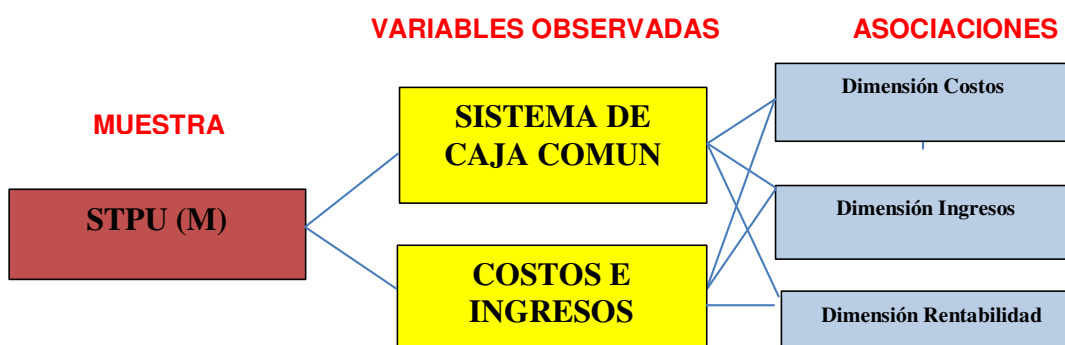 VARIABLES OBSERVADAS
ASOCIACIONES
MUESTRA
STPU (M)
SISTEMA DE
CAJA COMUN
COSTOS E
INGRESOS
Dimensión Costos
Dimensión Ingresos
Dimensión Rentabilidad